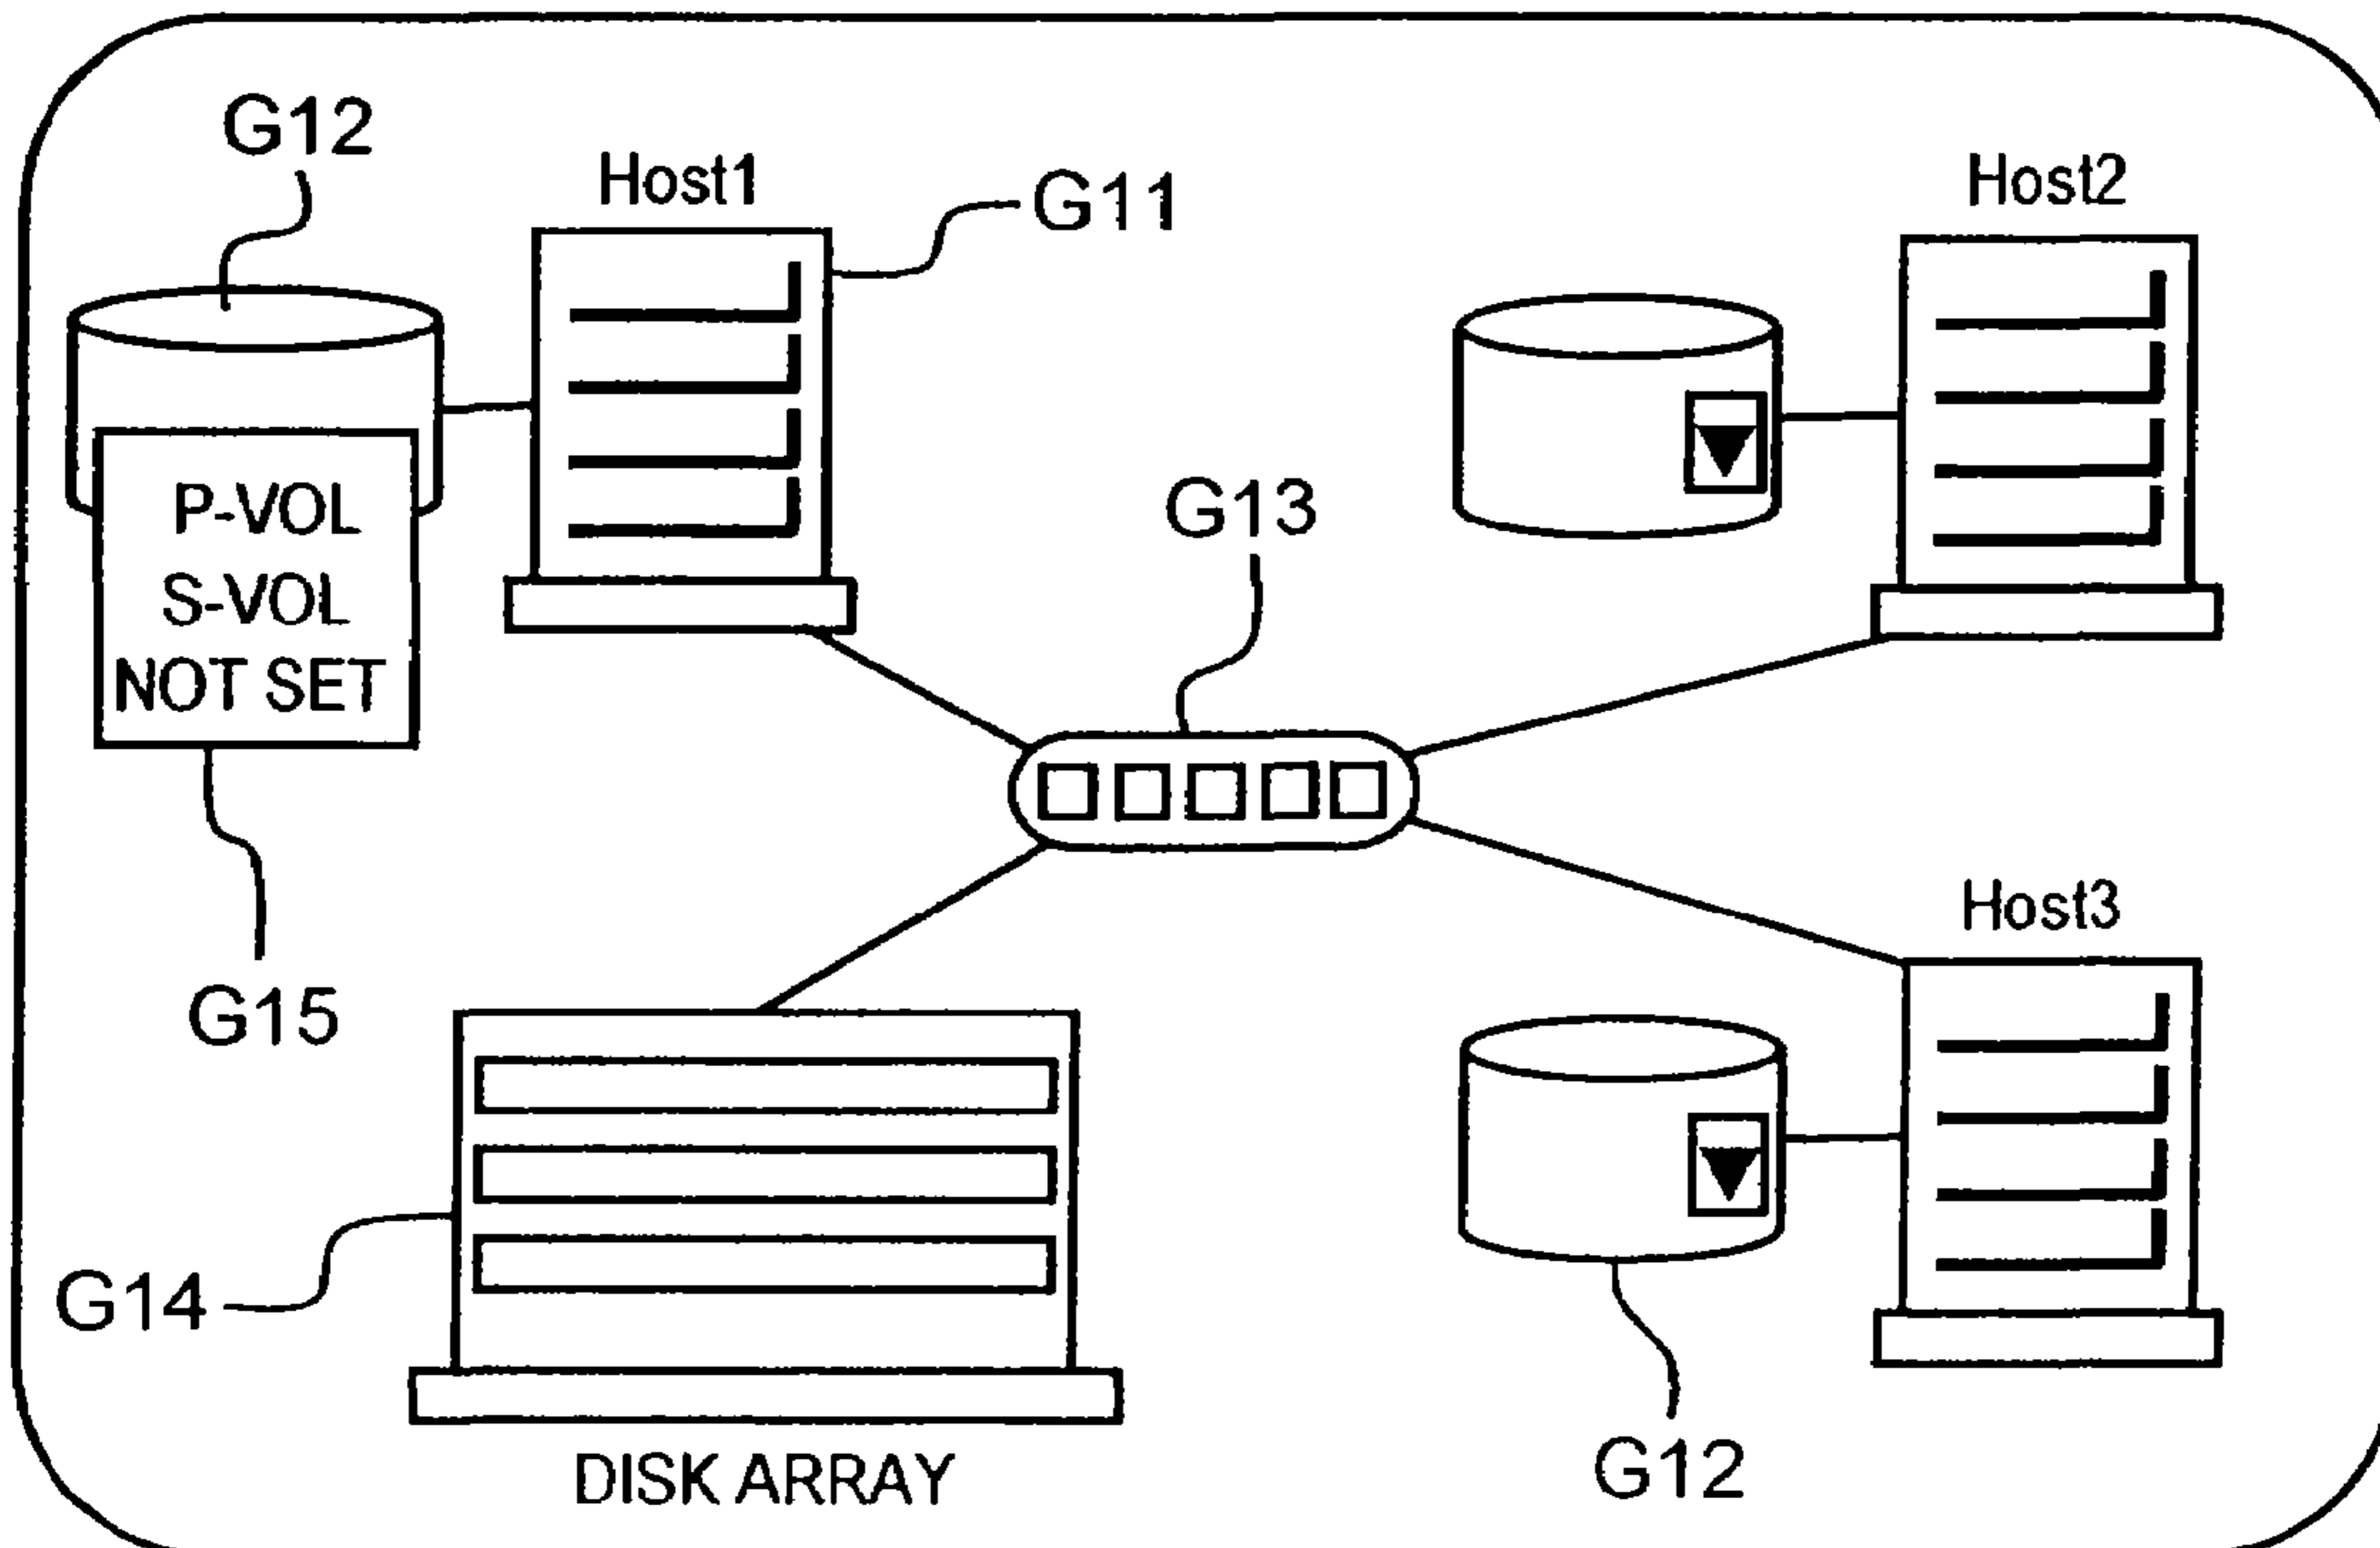 G12
Host1
G11
Host2
P-VOL
S-VOL
NOT SET
G13
Host3
G15
G14
DISK ARRAY
G12